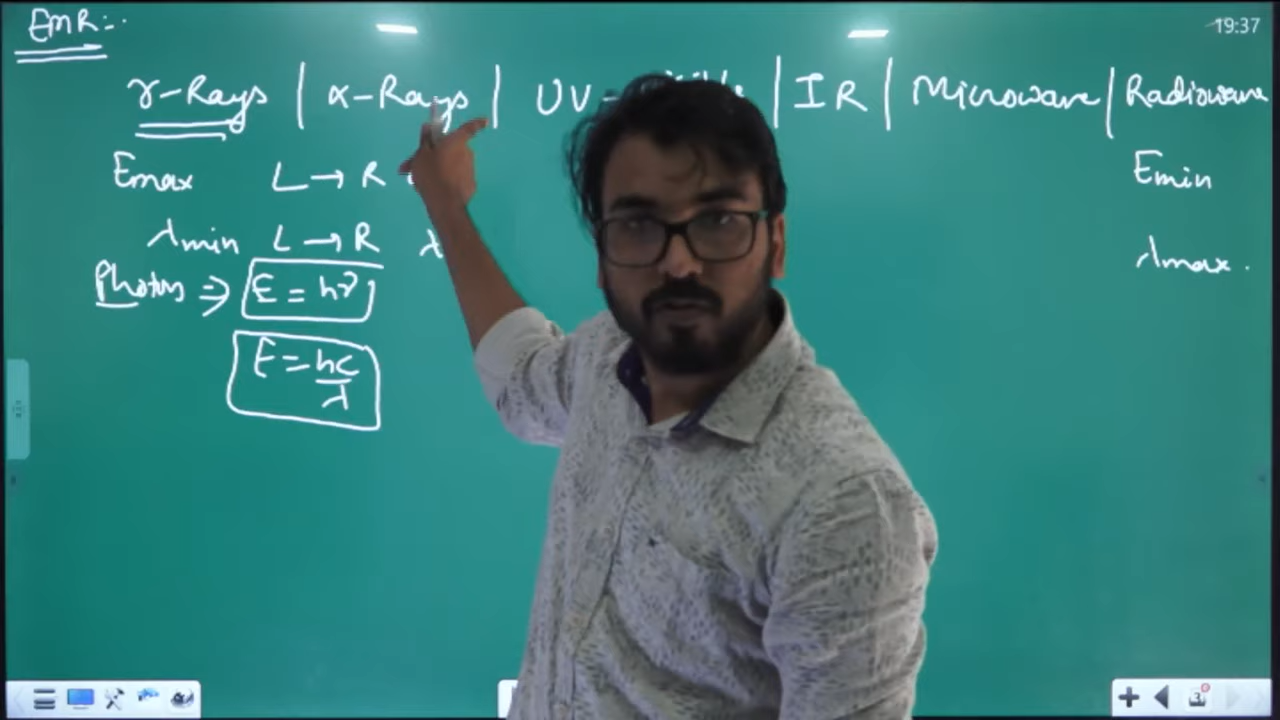 EMR:-
19:37
γ-Rays | x-Rays | UV- | IR | Microwave | Radiowave
Emax L → R Emin
λmin L → R λ λmax .
Photons ⇒ E = hν
E = hc/λ